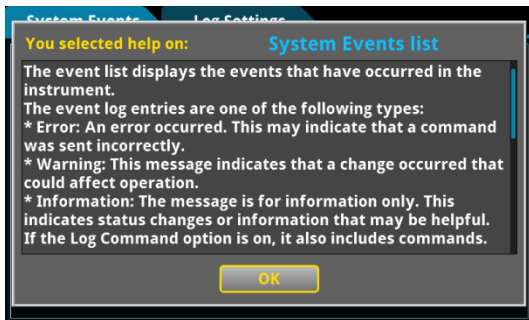 System Events Log Settings
You selected help on: System Events list
The event list displays the events that have occurred in the
instrument.
The event log entries are one of the following types:
* Error: An error occurred. This may indicate that a command
was sent incorrectly.
* Warning: This message indicates that a change occurred that
could affect operation.
* Information: The message is for information only. This
indicates status changes or information that may be helpful.
If the Log Command option is on, it also includes commands.
OK